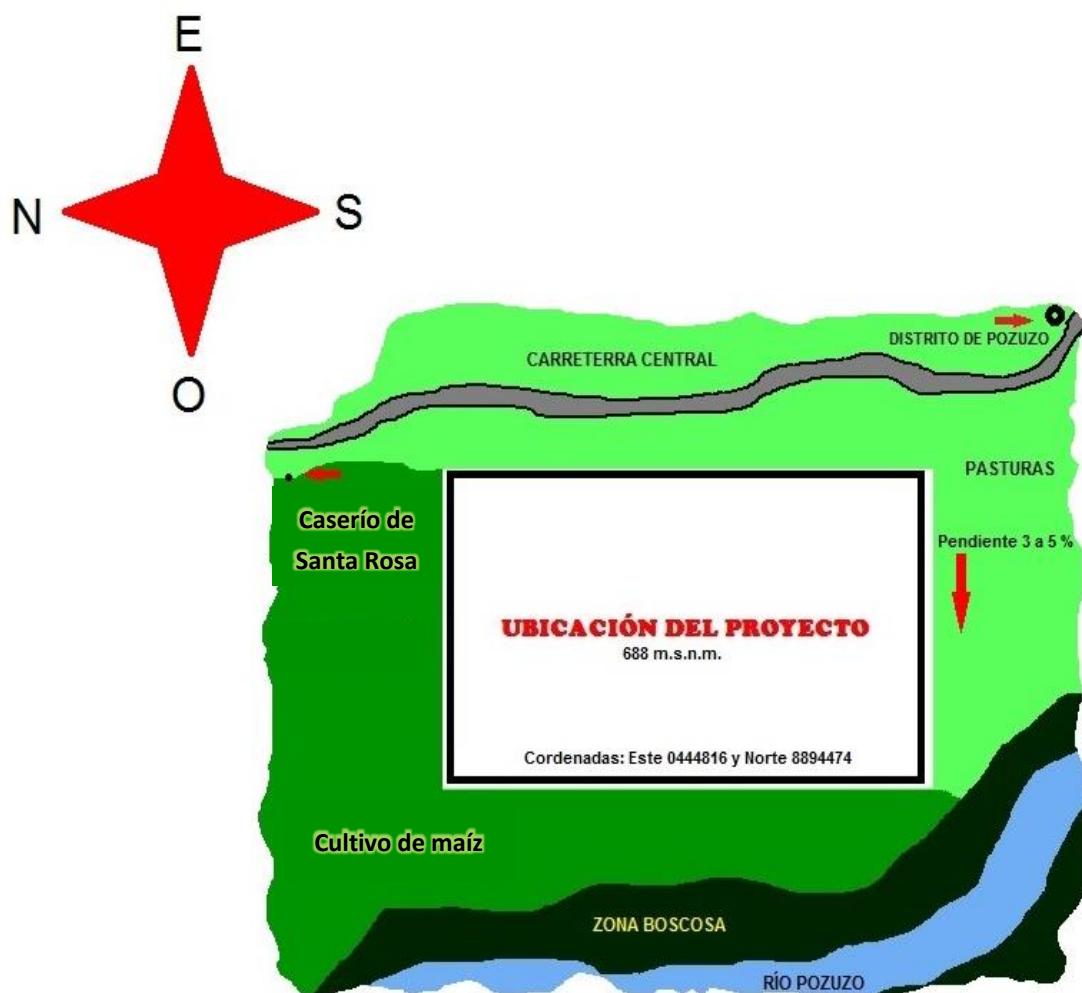 E
N
S
O
DISTRITO DE POZUZO
CARRETERRA CENTRAL
PASTURAS
Caserío de
Santa Rosa
Pendiente 3 a 5 %
UBICACIÓN DEL PROYECTO
688 m.s.n.m.
Cordenadas: Este 0444816 y Norte 8894474
Cultivo de maíz
ZONA BOSCOSA
RÍO POZUZO